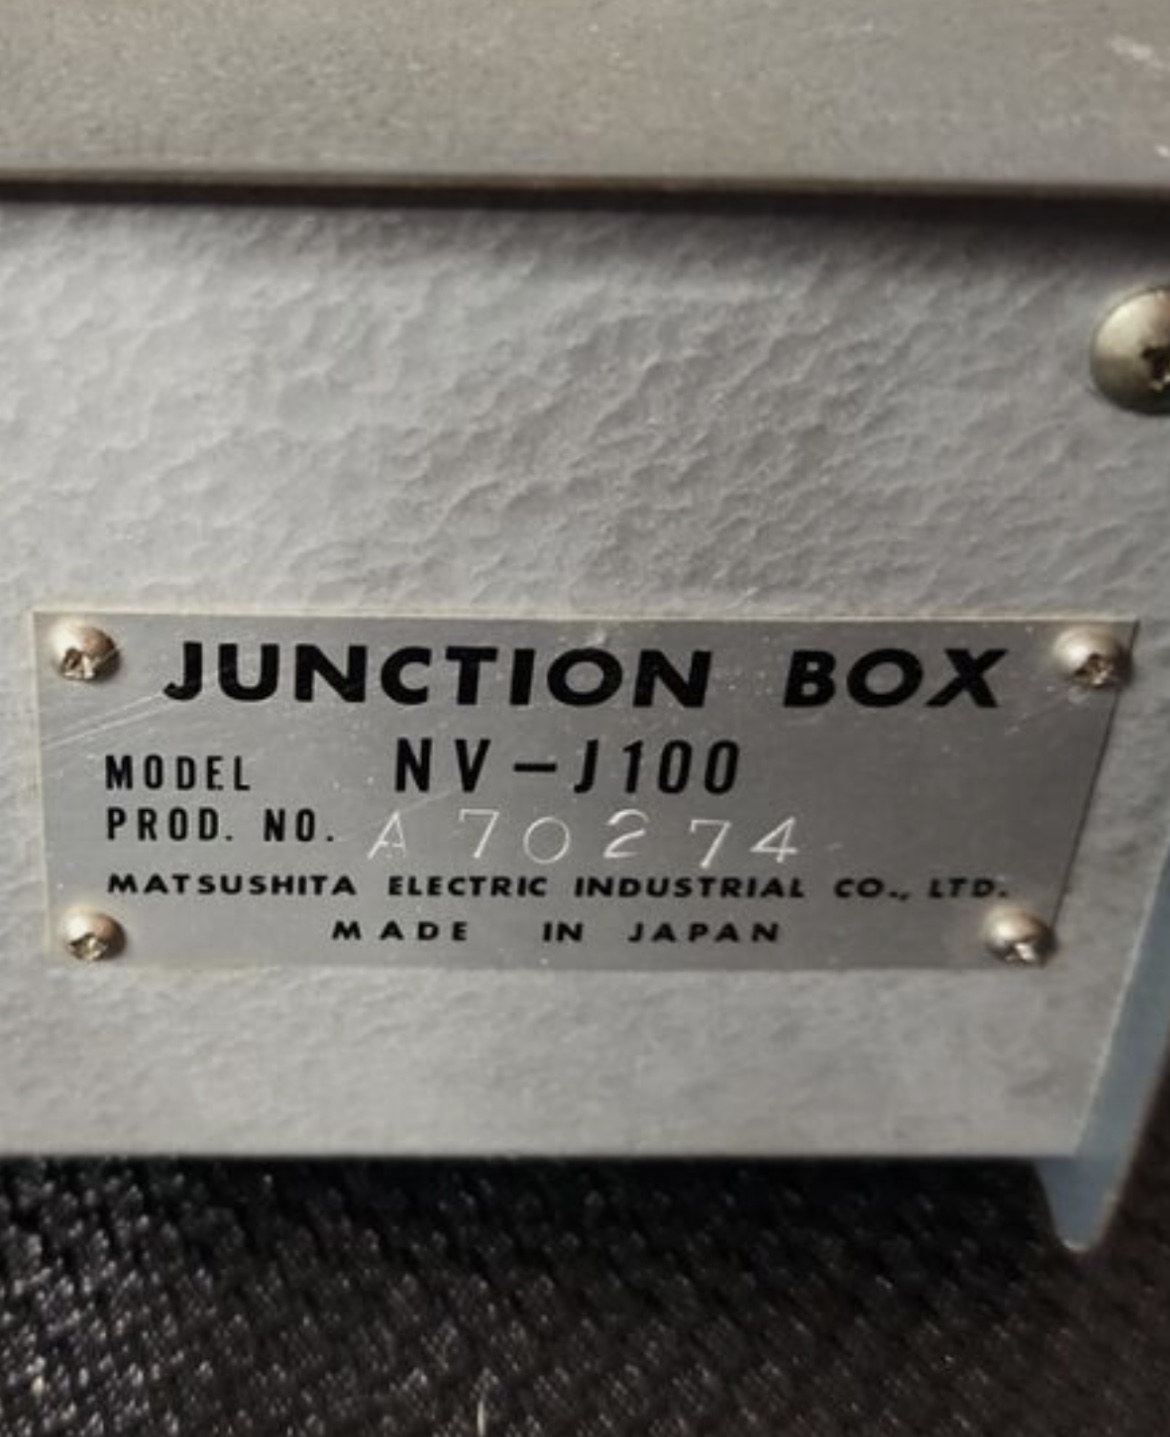 JUNCTION BOX
MODEL NV-J100
PROD. NO. A70274
MATSUSHITA ELECTRIC INDUSTRIAL CO., LTD.
MADE IN JAPAN